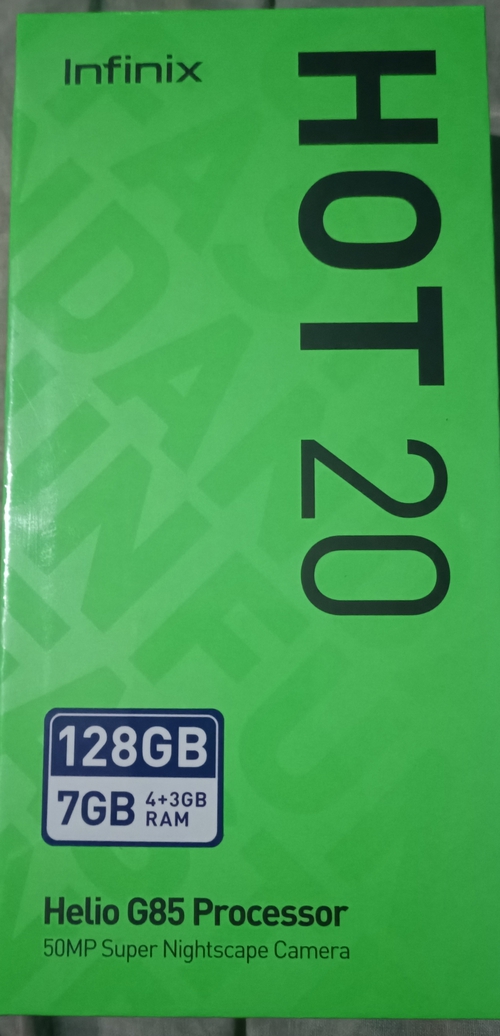 Infinix
HOT 20
128GB
7GB 4+3GB
RAM
Helio G85 Processor
50MP Super Nightscape Camera